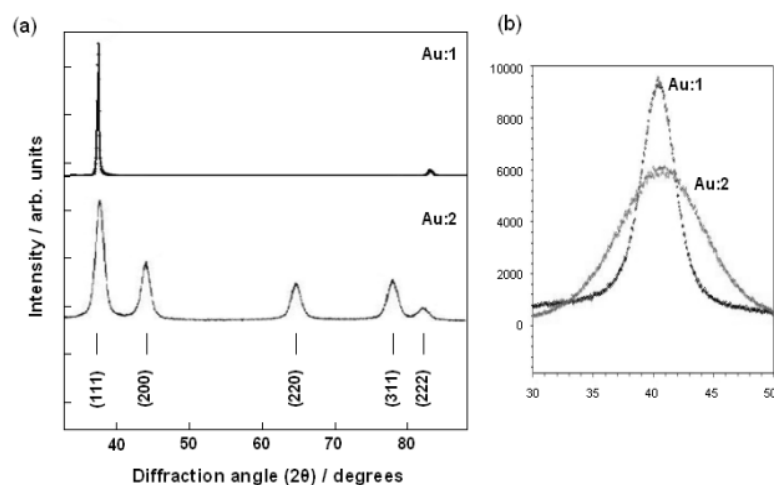 (a)
Au:1
Au:2
Intensity / arb. units
(111)
(200)
(220)
(311)
(222)
40 50 60 70 80
Diffraction angle (2θ) / degrees
(b)
10000
8000
6000
4000
2000
0
Au:1
Au:2
30 35 40 45 50